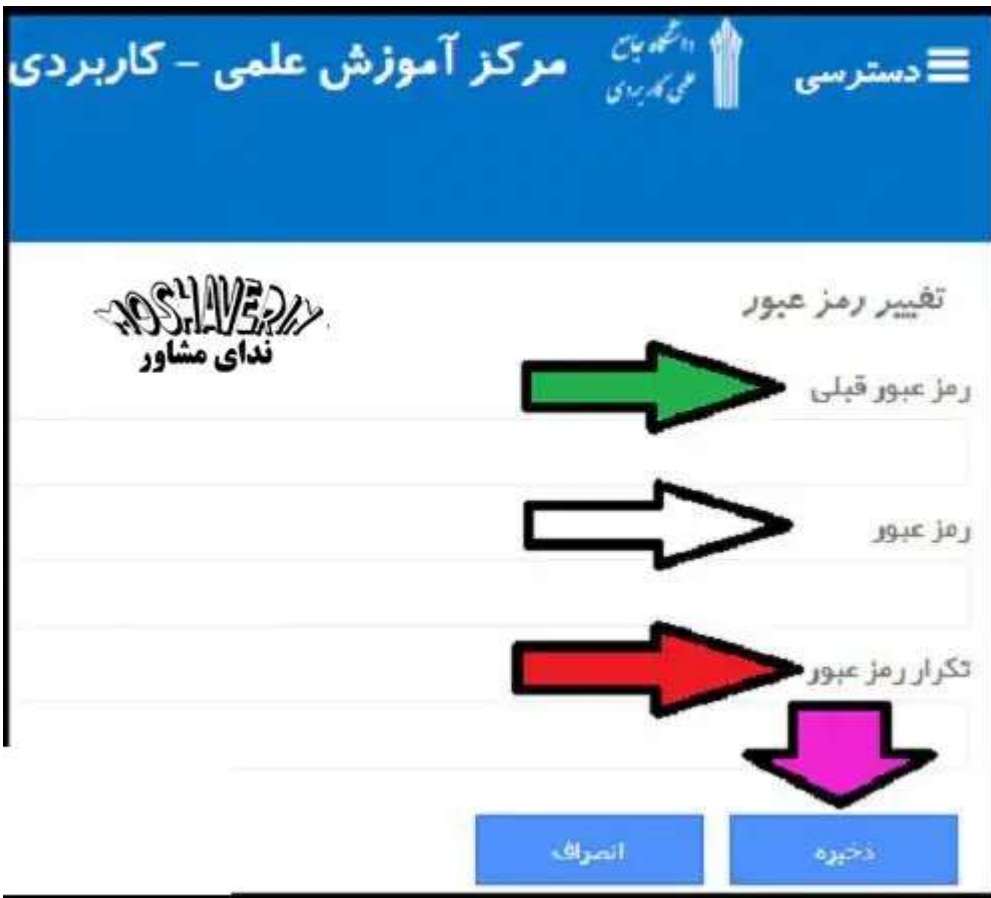 دسترسی
دانشگاه جامع
علمی کاربردی
مرکز آموزش علمی - کاربردی
تغییر رمز عبور
MOSHAVERIN
ندای مشاور
رمز عبور قبلی
رمز عبور
تکرار رمز عبور
ذخیره
انصراف